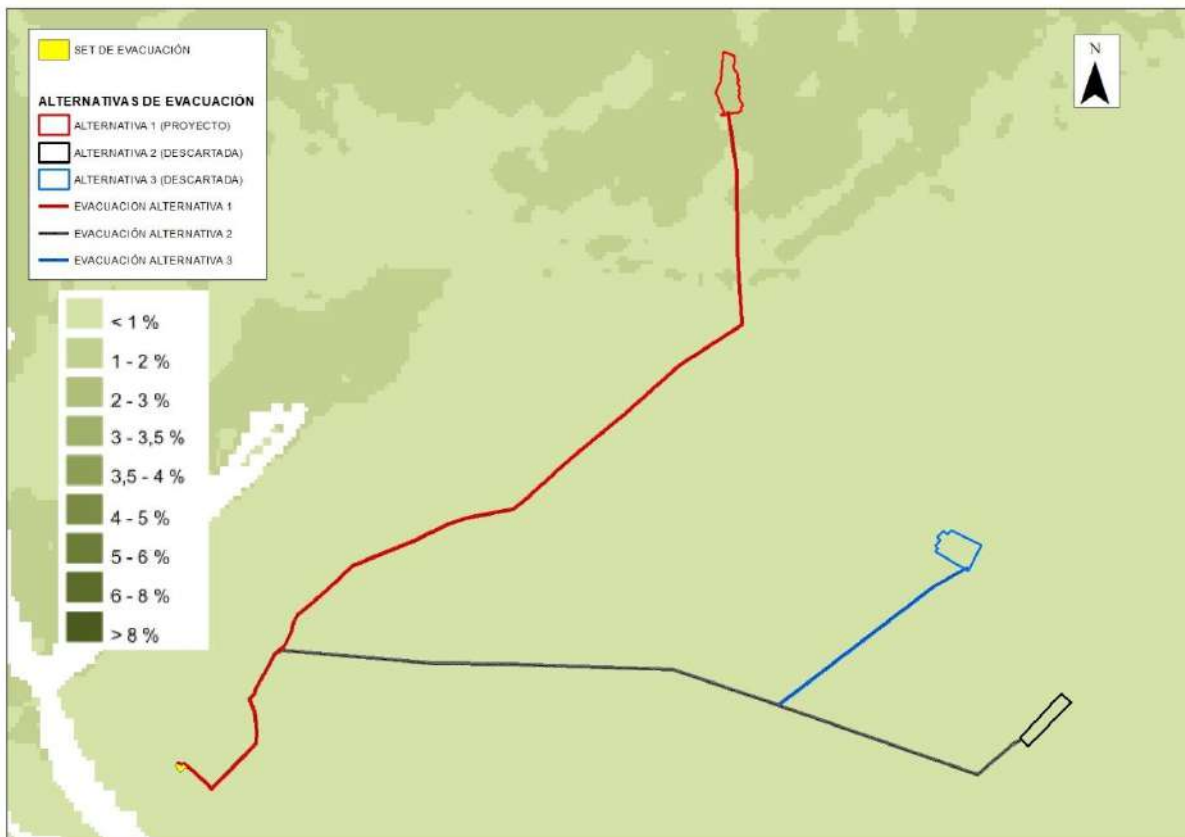 SET DE EVACUACIÓN
ALTERNATIVAS DE EVACUACIÓN
ALTERNATIVA 1 (PROYECTO)
ALTERNATIVA 2 (DESCARTADA)
ALTERNATIVA 3 (DESCARTADA)
EVACUACION ALTERNATIVA 1
EVACUACIÓN ALTERNATIVA 2
EVACUACIÓN ALTERNATIVA 3
N
< 1 %
1 - 2 %
2 - 3 %
3 - 3,5 %
3,5 - 4 %
4 - 5 %
5 - 6 %
6 - 8 %
> 8 %